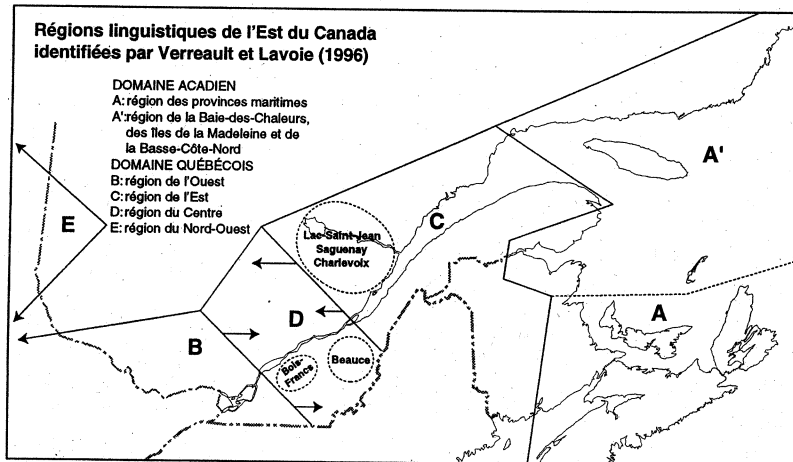 Régions linguistiques de l'Est du Canada
identifiées par Verreault et Lavoie (1996)
DOMAINE ACADIEN
A: région des provinces maritimes
A': région de la Baie-des-Chaleurs,
des îles de la Madeleine et de
la Basse-Côte-Nord
DOMAINE QUÉBÉCOIS
B: région de l'Ouest
C: région de l'Est
D: région du Centre
E: région du Nord-Ouest
A'
E
C
Lac-Saint-Jean
Saguenay
Charlevoix
D
A
B
Bois-
Francs
Beauce